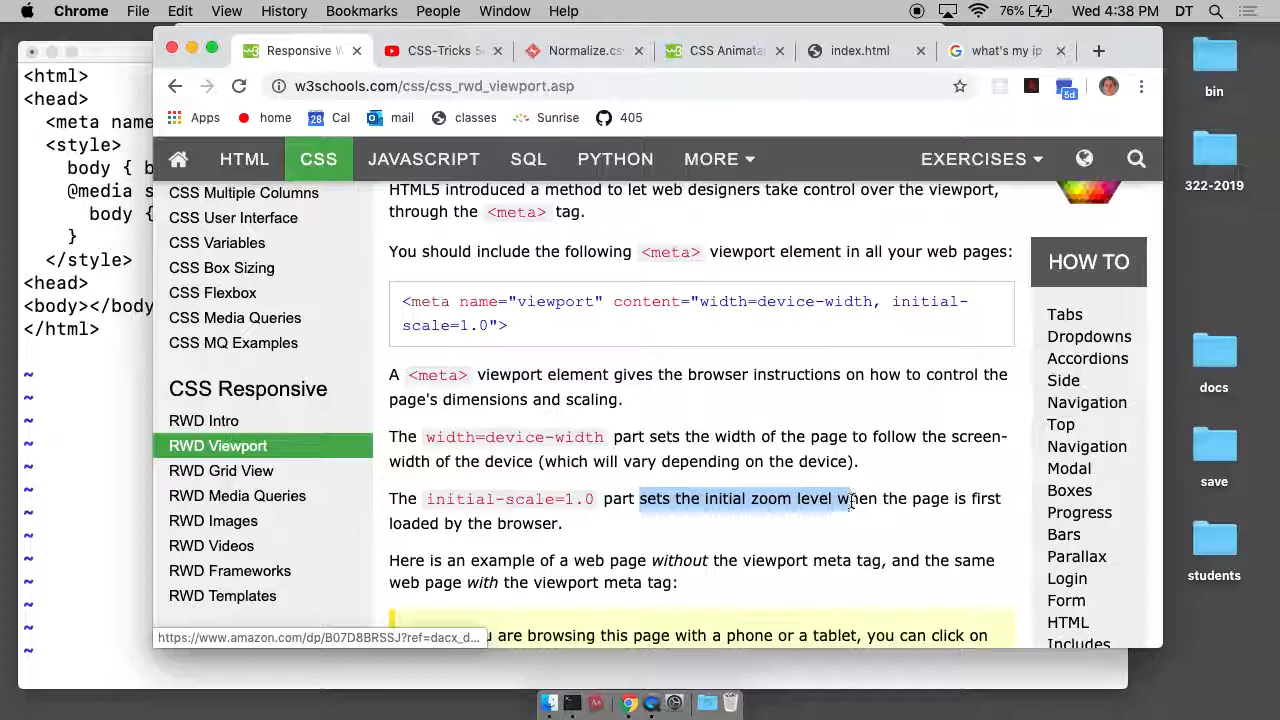 Chrome File Edit View History Bookmarks People Window Help 76% Wed 4:38 PM DT
Responsive W CSS-Tricks S Normalize.cs CSS Animata index.html what's my ip
w3schools.com/css/css_rwd_viewport.asp 5d
Apps home 28 Cal mail classes Sunrise 405
HTML CSS JAVASCRIPT SQL PYTHON MORE EXERCISES
<html>
<head>
<meta name
<style>
body { b
@media s
body {
}
</style>
<head>
<body></body
</html>
~
~
~
~
~
~
~
~
~
~
~
~
CSS Multiple Columns
CSS User Interface
CSS Variables
CSS Box Sizing
CSS Flexbox
CSS Media Queries
CSS MQ Examples
CSS Responsive
RWD Intro
RWD Viewport
RWD Grid View
RWD Media Queries
RWD Images
RWD Videos
RWD Frameworks
RWD Templates
https://www.amazon.com/dp/B07D8BRSSJ?ref=dacx_d...
HTML5 introduced a method to let web designers take control over the viewport,
through the <meta> tag.
You should include the following <meta> viewport element in all your web pages:
<meta name="viewport" content="width=device-width, initial-
scale=1.0">
A <meta> viewport element gives the browser instructions on how to control the
page's dimensions and scaling.
The width=device-width part sets the width of the page to follow the screen-
width of the device (which will vary depending on the device).
The initial-scale=1.0 part sets the initial zoom level when the page is first
loaded by the browser.
Here is an example of a web page without the viewport meta tag, and the same
web page with the viewport meta tag:
are browsing this page with a phone or a tablet, you can click on
HOW TO
Tabs
Dropdowns
Accordions
Side
Navigation
Top
Navigation
Modal
Boxes
Progress
Bars
Parallax
Login
Form
HTML
Includes
bin
322-2019
docs
save
students